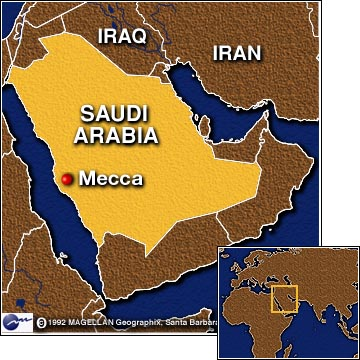 IRAQ
IRAN
SAUDI
ARABIA
Mecca
© 1992 MAGELLAN Geographix. Santa Barbara